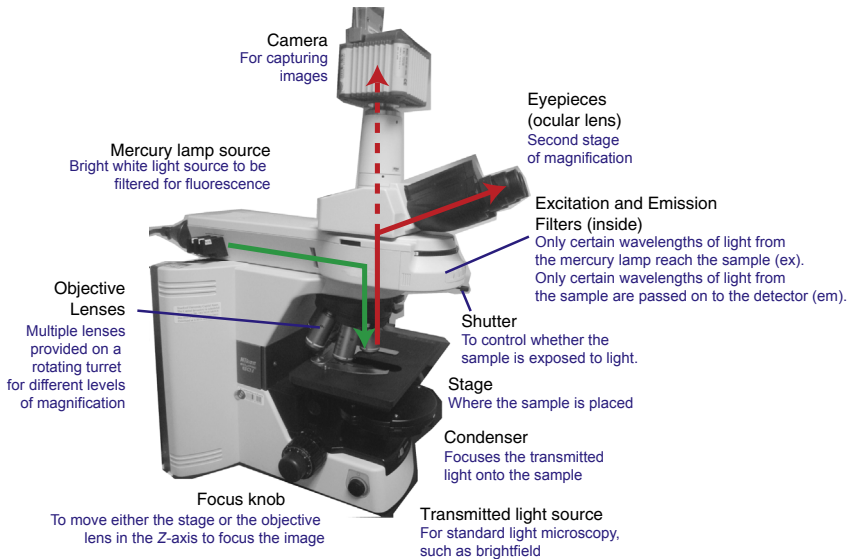 Camera
For capturing
images
Eyepieces
(ocular lens)
Second stage
of magnification
Mercury lamp source
Bright white light source to be
filtered for fluorescence
Excitation and Emission
Filters (inside)
Only certain wavelengths of light from
the mercury lamp reach the sample (ex).
Only certain wavelengths of light from
the sample are passed on to the detector (em).
Objective
Lenses
Multiple lenses
provided on a
rotating turret
for different levels
of magnification
Shutter
To control whether the
sample is exposed to light.
Stage
Where the sample is placed
Condenser
Focuses the transmitted
light onto the sample
Focus knob
To move either the stage or the objective
lens in the Z-axis to focus the image
Transmitted light source
For standard light microscopy,
such as brightfield
Nikon